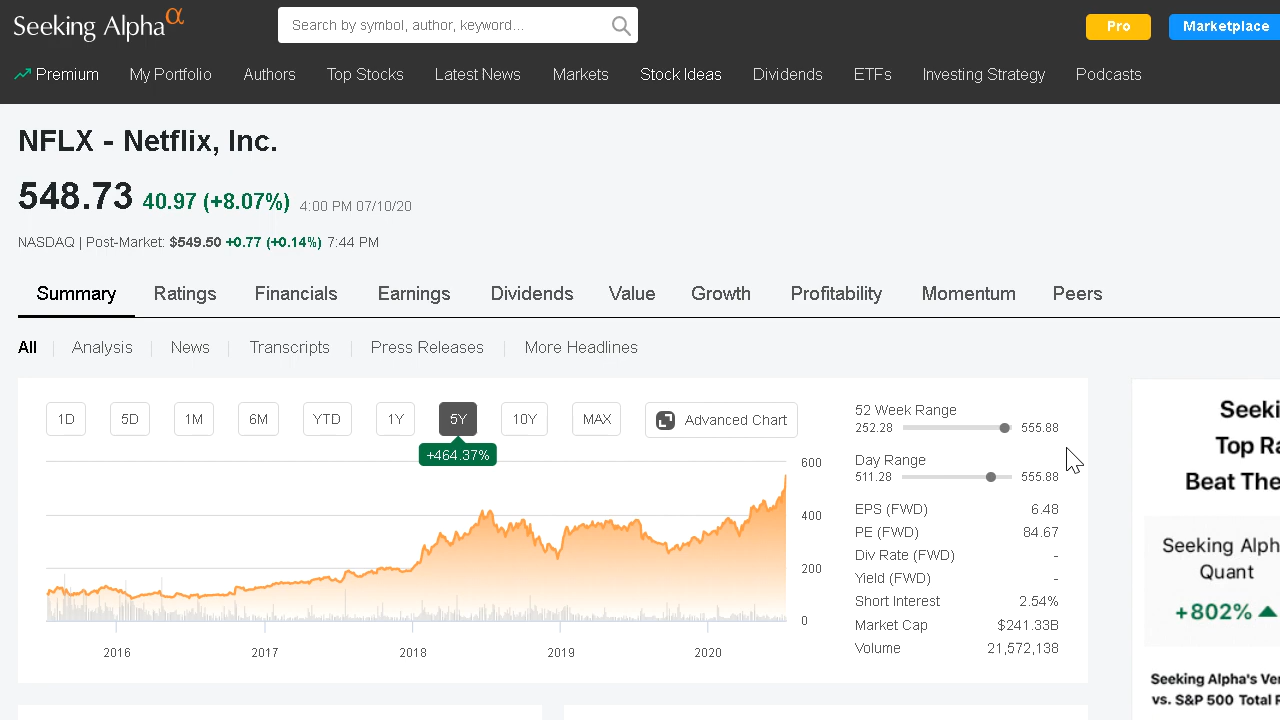 Seeking Alpha α
Search by symbol, author, keyword...
Pro
Marketplace
Premium My Portfolio Authors Top Stocks Latest News Markets Stock Ideas Dividends ETFs Investing Strategy Podcasts
NFLX - Netflix, Inc.
548.73 40.97 (+8.07%) 4:00 PM 07/10/20
NASDAQ | Post-Market: $549.50 +0.77 (+0.14%) 7:44 PM
Summary Ratings Financials Earnings Dividends Value Growth Profitability Momentum Peers
All Analysis News Transcripts Press Releases More Headlines
1D 5D 1M 6M YTD 1Y 5Y 10Y MAX Advanced Chart
+464.37%
600
400
200
0
2016 2017 2018 2019 2020
52 Week Range
252.28 555.88
Day Range
511.28 555.88
EPS (FWD) 6.48
PE (FWD) 84.67
Div Rate (FWD) -
Yield (FWD) -
Short Interest 2.54%
Market Cap $241.33B
Volume 21,572,138
Seeki
Top Ra
Beat The
Seeking Alph
Quant
+802%
Seeking Alpha's Ver
vs. S&P 500 Total R